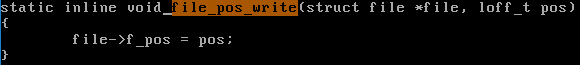 static inline void file_pos_write(struct file *file, loff_t pos)
{
        file->f_pos = pos;
}